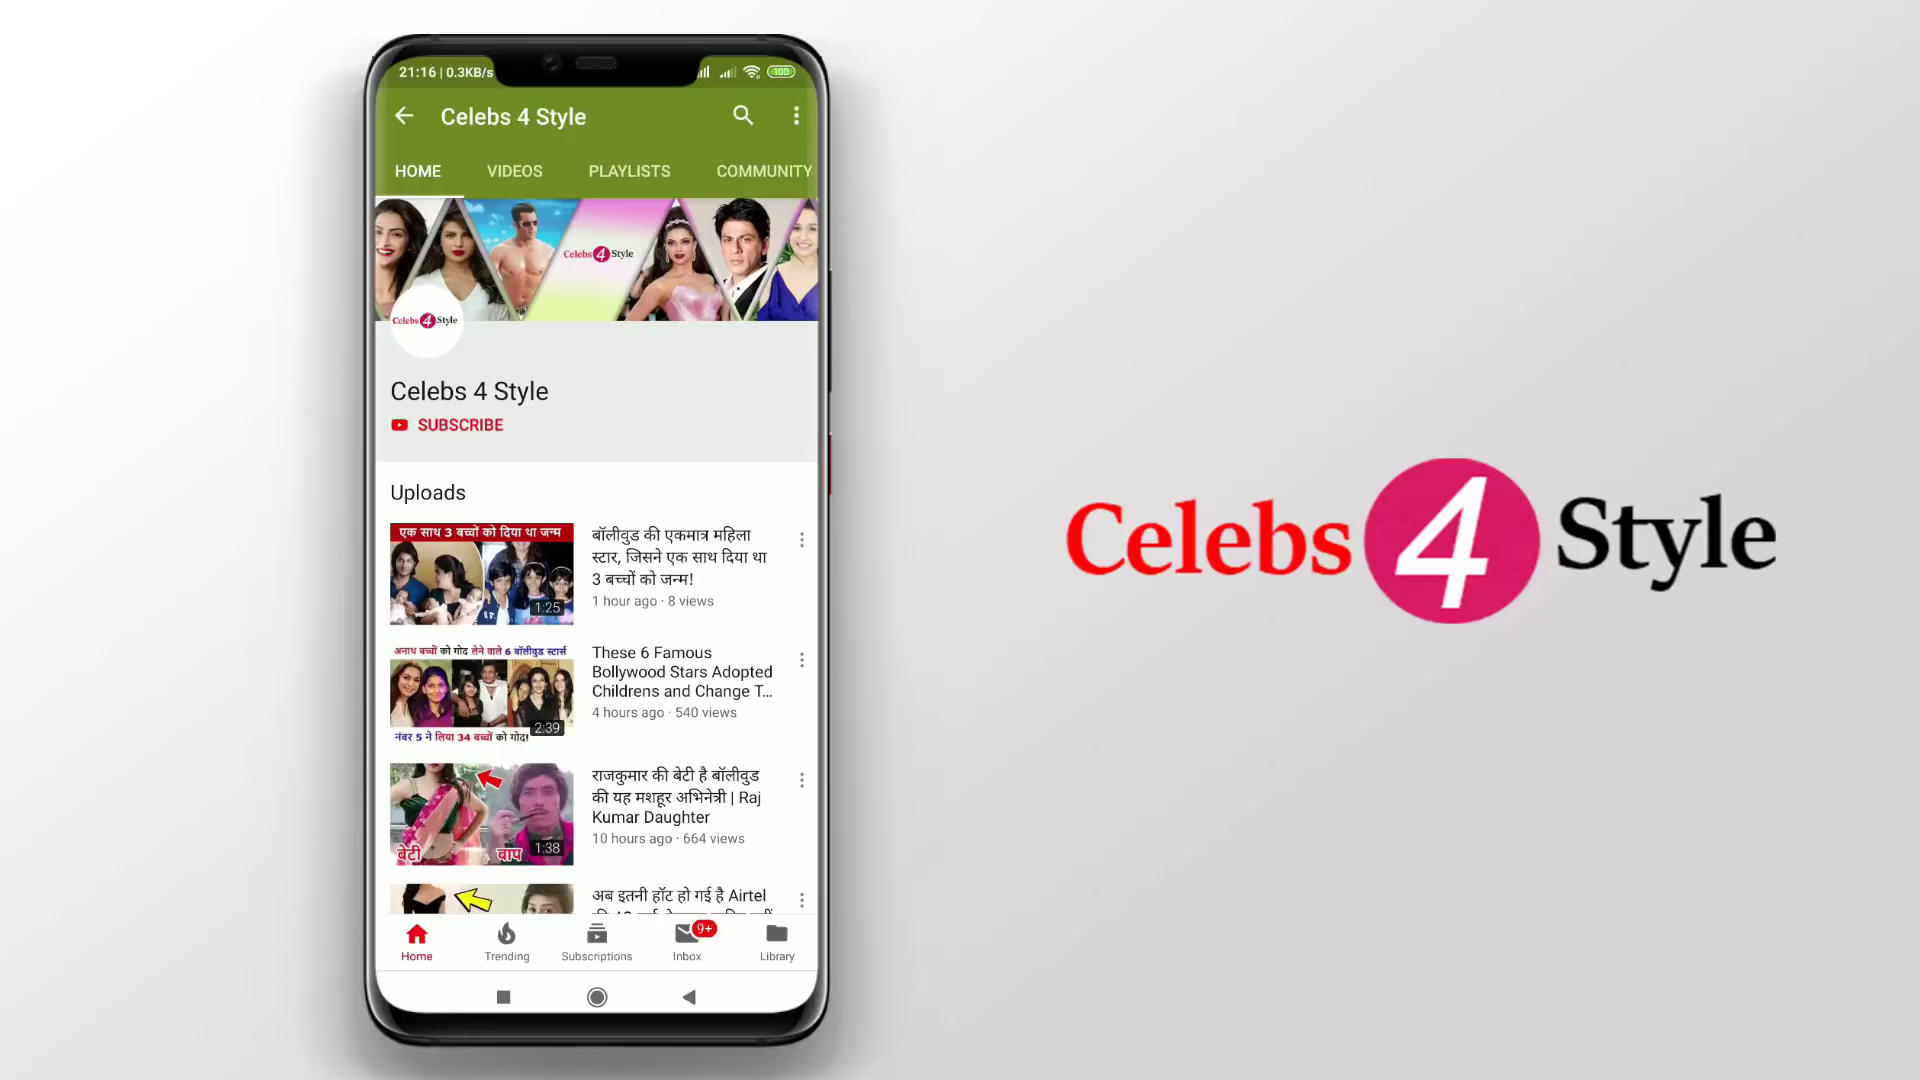 21:16 | 0.3KB/s
100
Celebs 4 Style
HOME VIDEOS PLAYLISTS COMMUNITY
Celebs 4 Style
Celebs 4 Style
Celebs 4 Style
SUBSCRIBE
Uploads
एक साथ 3 बच्चों को दिया था जन्म
1:25
बॉलीवुड की एकमात्र महिला
स्टार, जिसने एक साथ दिया था
3 बच्चों को जन्म!
1 hour ago · 8 views
अनाथ बच्चों को गोद लेने वाले 6 बॉलीवुड स्टार्स
2:39
नंबर 5 ने लिया 34 बच्चों को गोद!
These 6 Famous
Bollywood Stars Adopted
Childrens and Change T...
4 hours ago · 540 views
बेटी
बाप
1:38
राजकुमार की बेटी है बॉलीवुड
की यह मशहूर अभिनेत्री | Raj
Kumar Daughter
10 hours ago · 664 views
अब इतनी हॉट हो गई है Airtel
9+
Home Trending Subscriptions Inbox Library
Celebs 4 Style